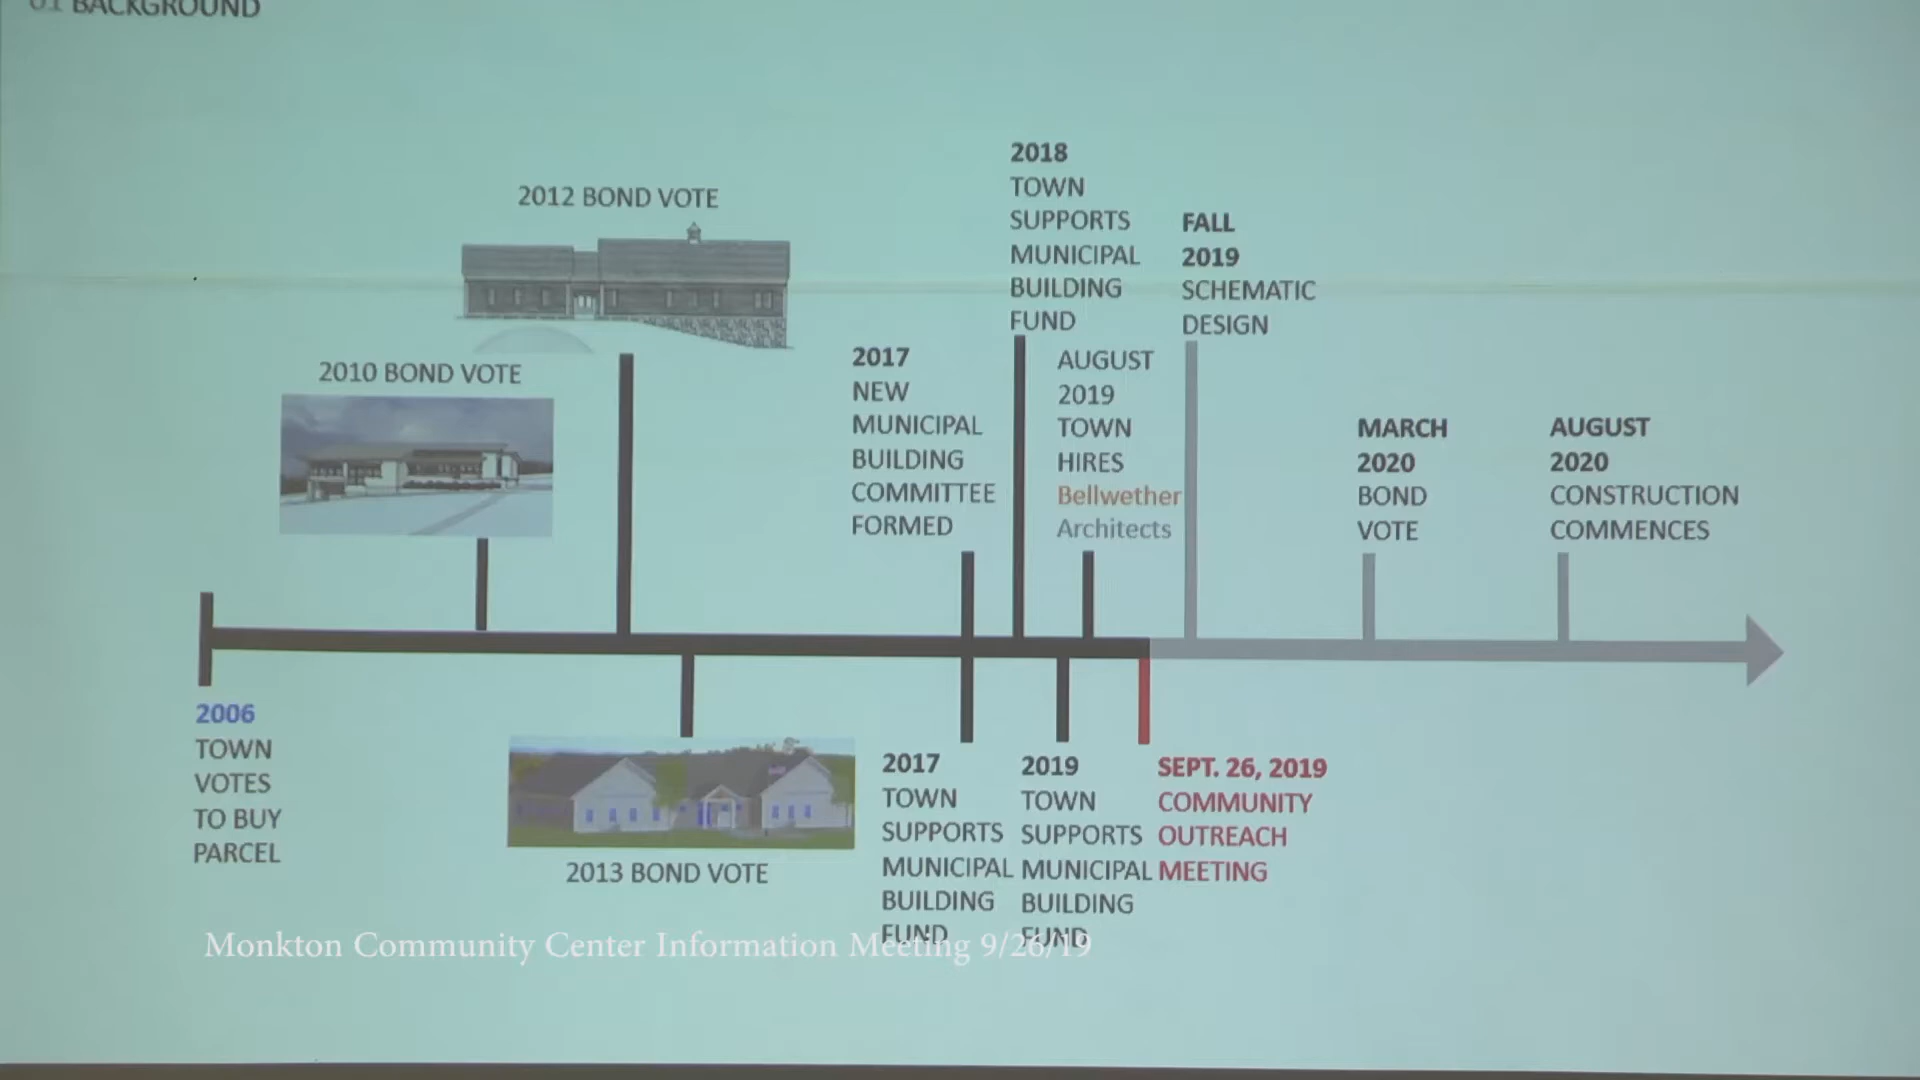 01 BACKGROUND
2012 BOND VOTE
2010 BOND VOTE
2017
NEW
MUNICIPAL
BUILDING
COMMITTEE
FORMED
2018
TOWN
SUPPORTS
MUNICIPAL
BUILDING
FUND
AUGUST
2019
TOWN
HIRES
Bellwether
Architects
FALL
2019
SCHEMATIC
DESIGN
MARCH
2020
BOND
VOTE
AUGUST
2020
CONSTRUCTION
COMMENCES
2006
TOWN
VOTES
TO BUY
PARCEL
2013 BOND VOTE
2017
TOWN
SUPPORTS
MUNICIPAL
BUILDING
FUND
2019
TOWN
SUPPORTS
MUNICIPAL
BUILDING
FUND
SEPT. 26, 2019
COMMUNITY
OUTREACH
MEETING
Monkton Community Center Information Meeting 9/26/19